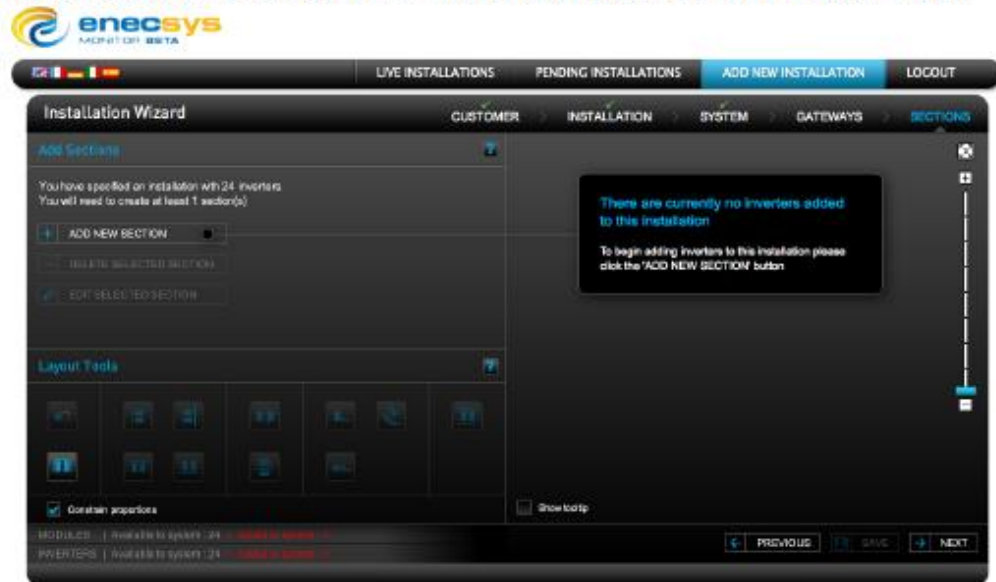 enecsys
MONITOR BETA
LIVE INSTALLATIONS
PENDING INSTALLATIONS
ADD NEW INSTALLATION
LOGOUT
Installation Wizard
CUSTOMER
INSTALLATION
SYSTEM
GATEWAYS
SECTIONS
Add Sections
?
You have specified an installation with 24 inverters
You will need to create at least 1 section(s)
ADD NEW SECTION
DELETE SELECTED SECTION
EDIT SELECTED SECTION
There are currently no inverters added
to this installation
To begin adding inverters to this installation please
click the 'ADD NEW SECTION' button
Layout Tools
?
Constrain proportions
Show tooltip
MODULES | Available to system : 24
INVERTERS | Available to system : 24
PREVIOUS
SAVE
NEXT